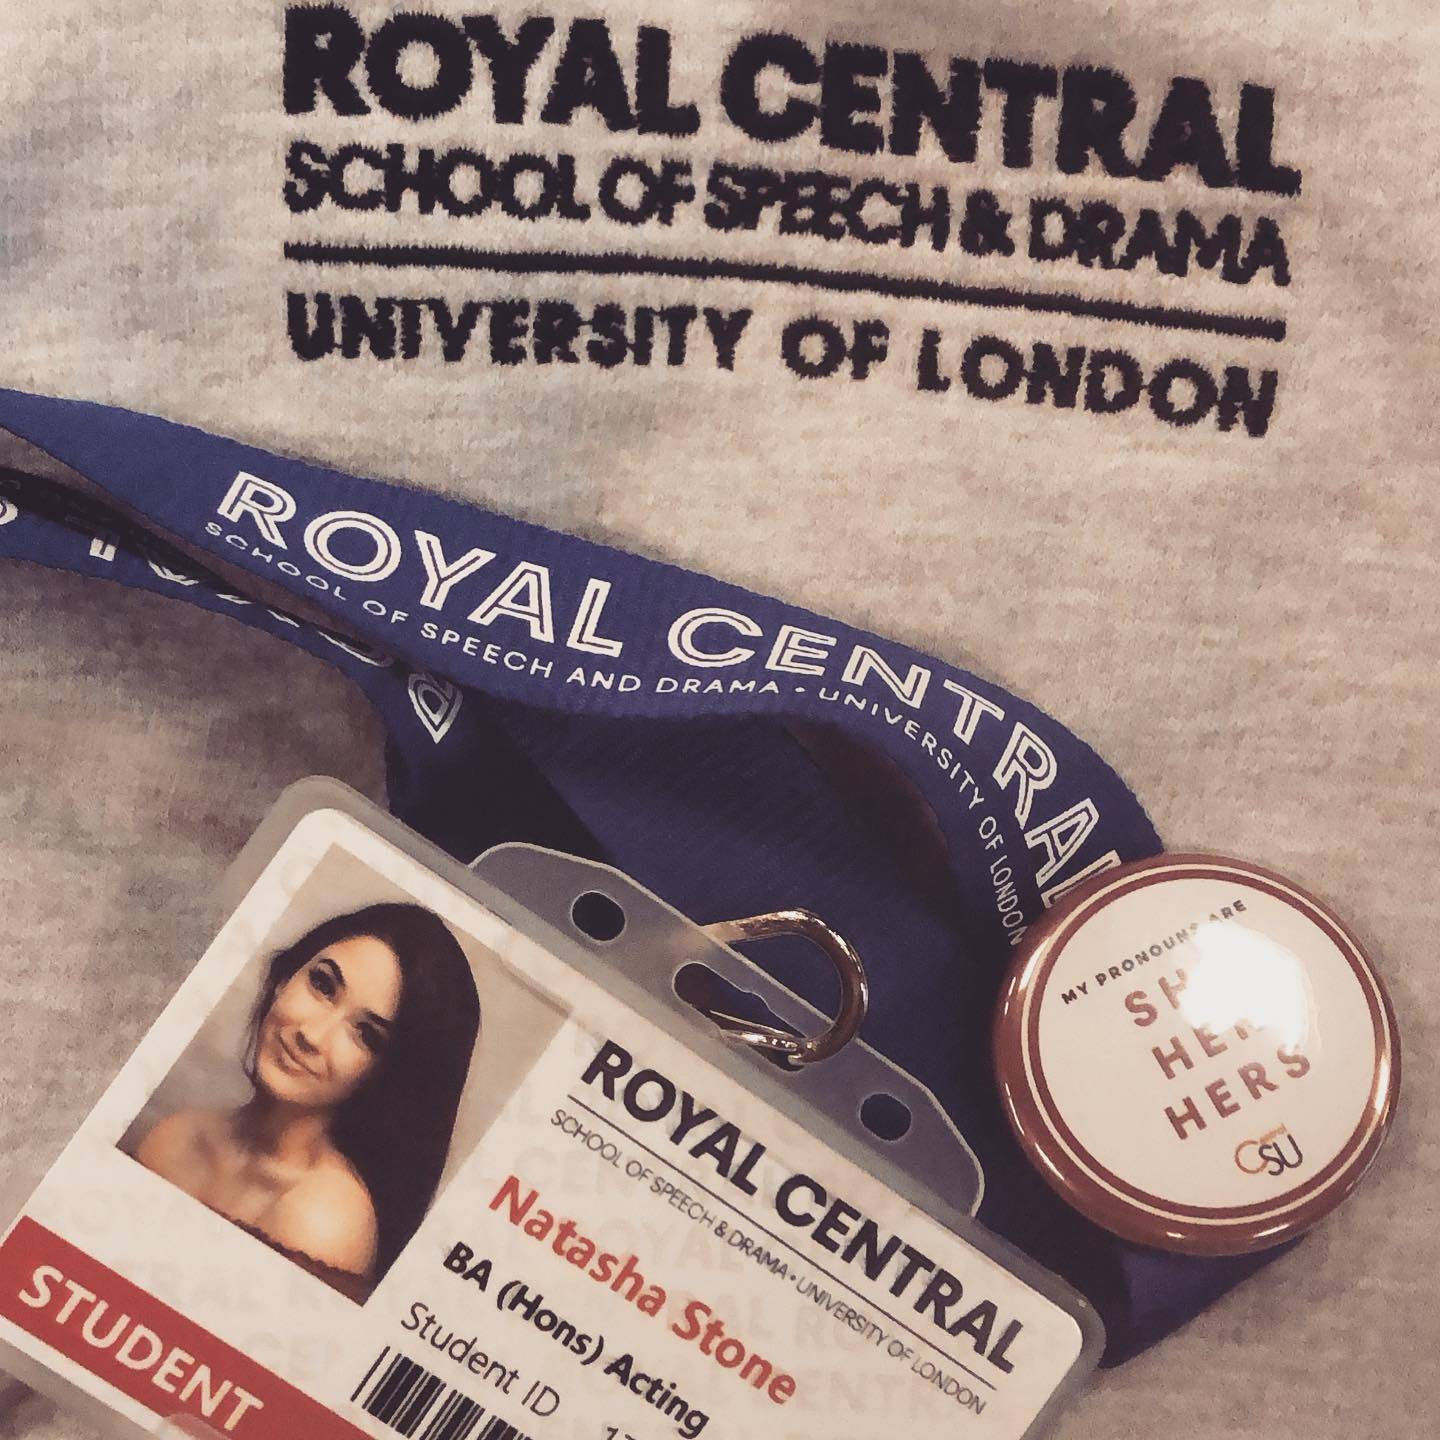 ROYAL CENTRAL
SCHOOL OF SPEECH & DRAMA
UNIVERSITY OF LONDON
ROYAL CENTRAL
SCHOOL OF SPEECH AND DRAMA • UNIVERSITY OF LONDON
MY PRONOUNS ARE
HER
HERS
CSU
ROYAL CENTRAL
SCHOOL OF SPEECH & DRAMA • UNIVERSITY OF LONDON
Natasha Stone
BA (Hons) Acting
Student ID
STUDENT